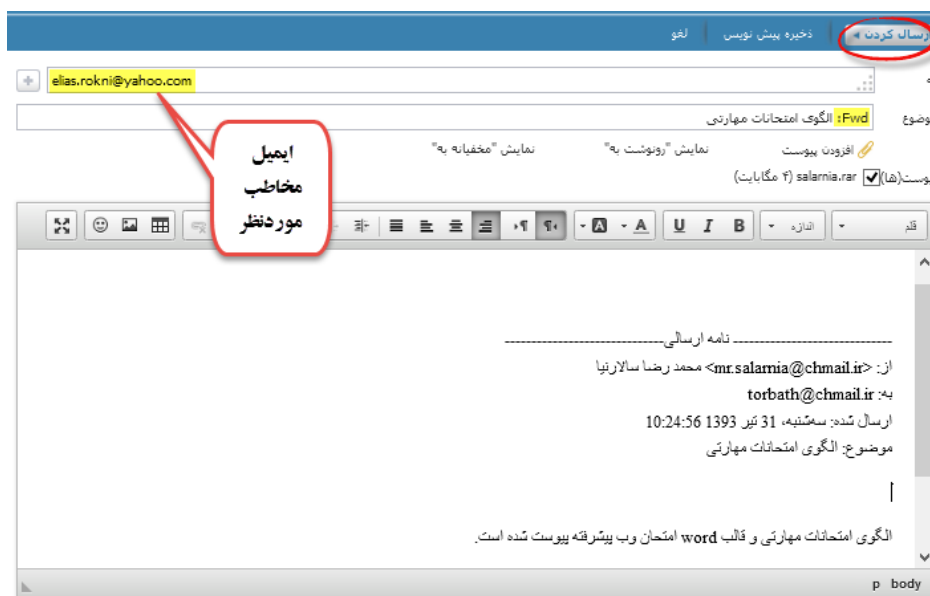 ارسال کردن ذخیره پیش نویس لغو
elias.rokni@yahoo.com
وضوع Fwd: الگوی امتحانات مهارتی
افزودن پیوست نمایش "رونوشت به" نمایش "مخفیانه به"
یوست(ها) salarnia.rar (۴ مگابایت)
ایمیل
مخاطب
موردنظر
قلم اندازه B I U A A
------------------------------ نامه ارسالی------------------------------
از: <mr.salarnia@chmail.ir> محمد رضا سالارنیا
به: torbath@chmail.ir
ارسال شده: سه‌شنبه، 31 تیر 1393 10:24:56
موضوع: الگوی امتحانات مهارتی
الگوی امتحانات مهارتی و قالب word امتحان وب پیشرفته پیوست شده است.
body p